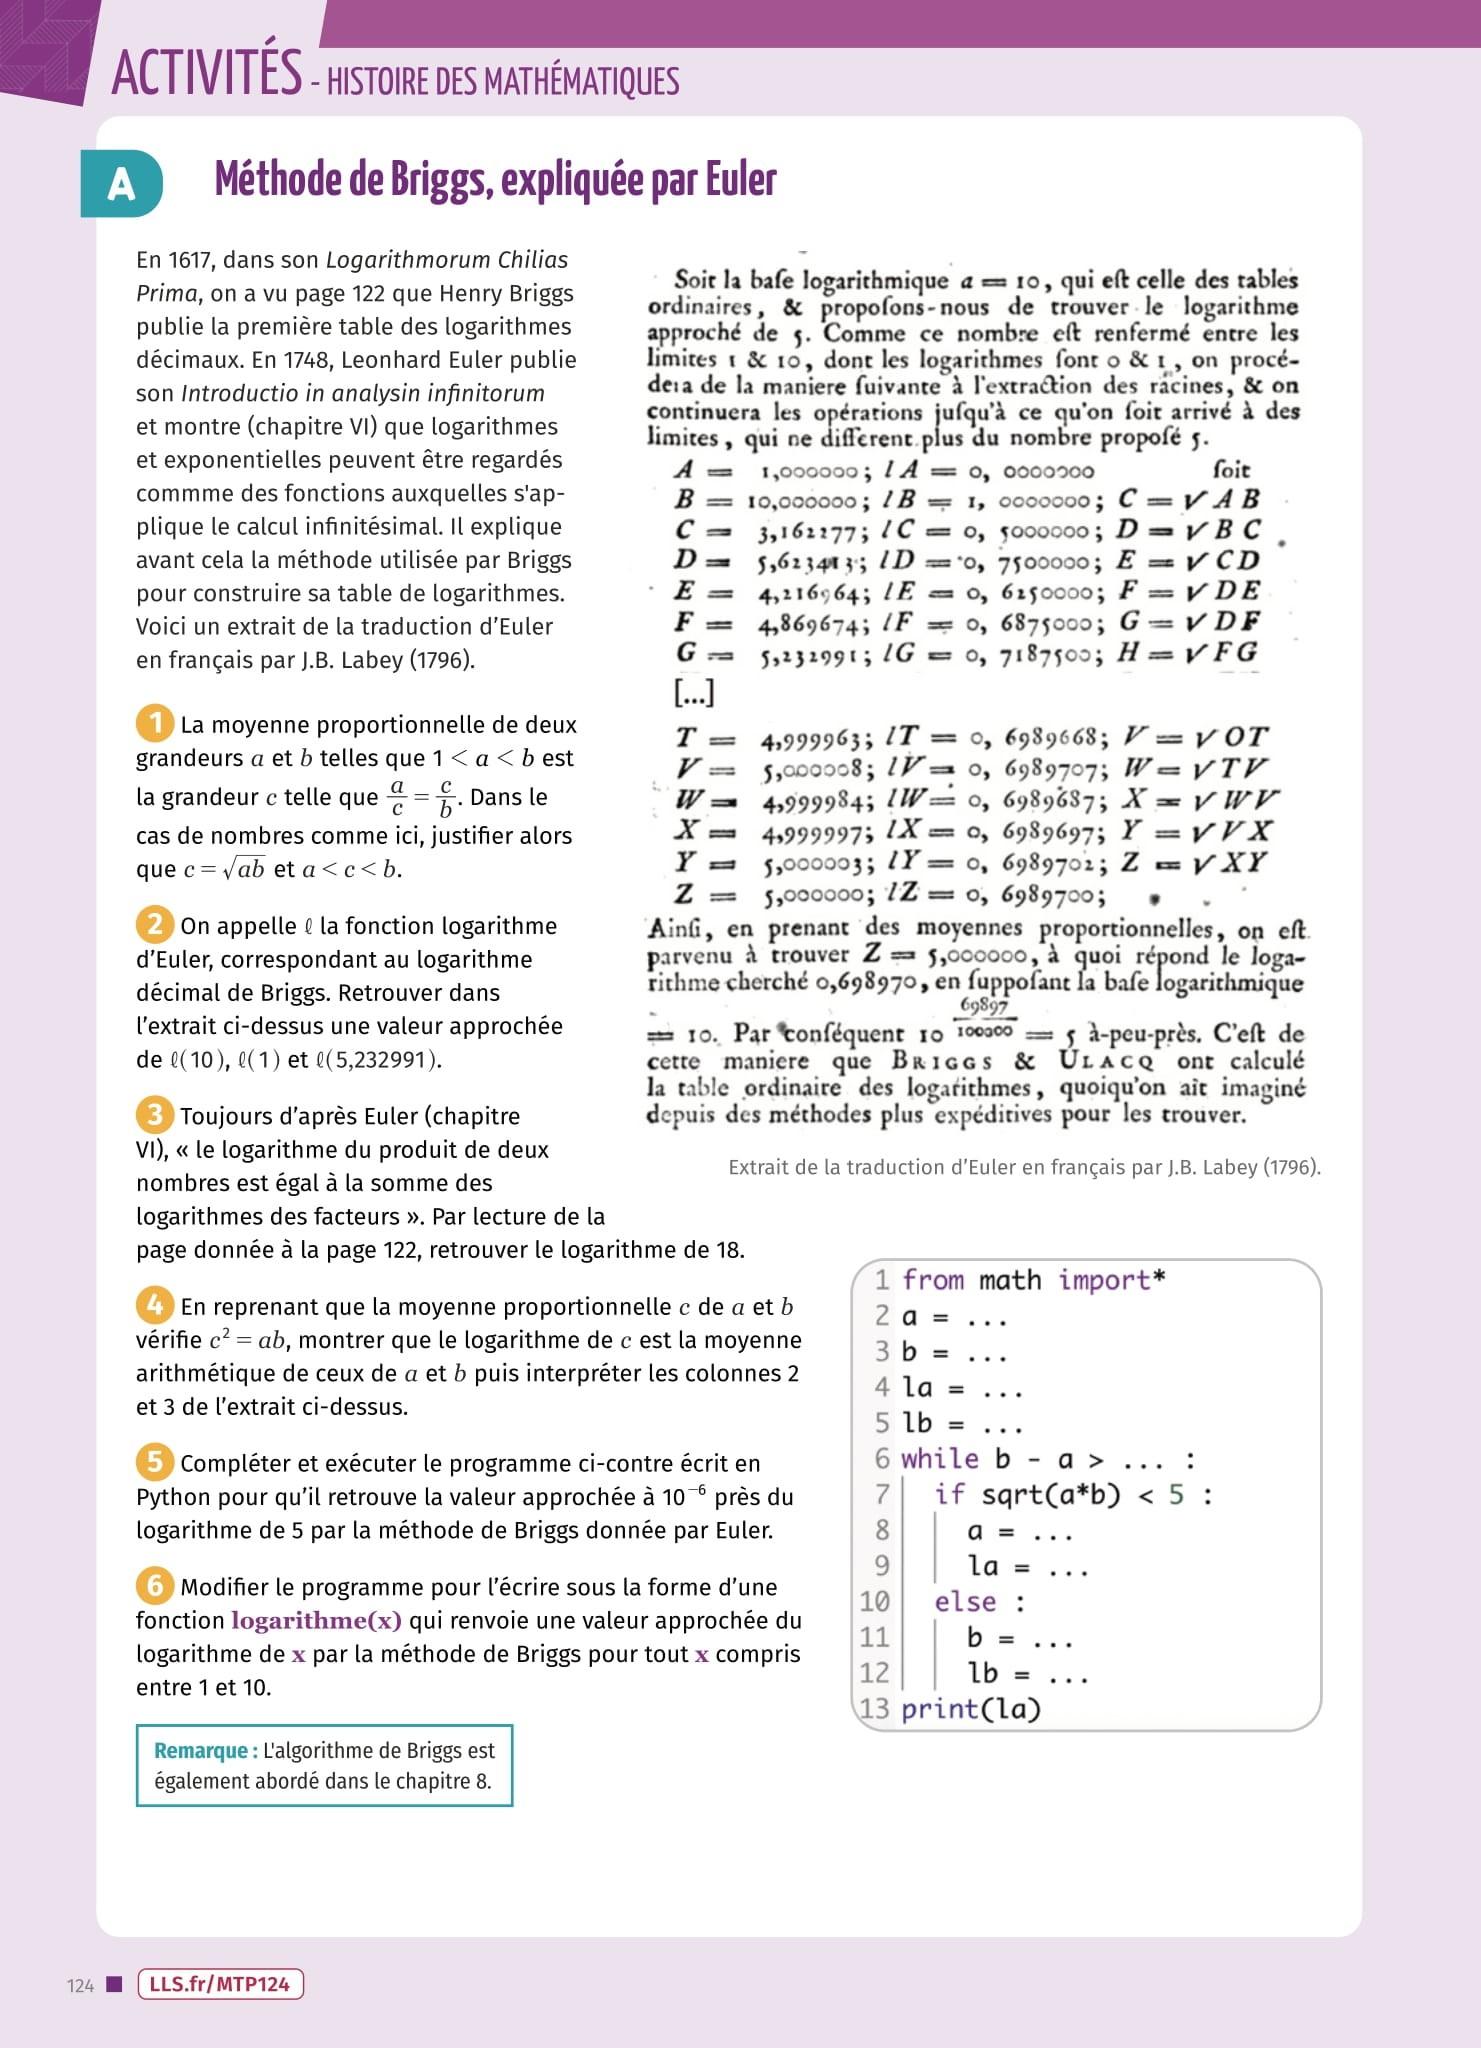 ACTIVITÉS - HISTOIRE DES MATHÉMATIQUES
A
Méthode de Briggs, expliquée par Euler
En 1617, dans son Logarithmorum Chilias
Prima, on a vu page 122 que Henry Briggs
publie la première table des logarithmes
décimaux. En 1748, Leonhard Euler publie
son Introductio in analysin infinitorum
et montre (chapitre VI) que logarithmes
et exponentielles peuvent être regardés
commme des fonctions auxquelles s'ap-
plique le calcul infinitésimal. Il explique
avant cela la méthode utilisée par Briggs
pour construire sa table de logarithmes.
Voici un extrait de la traduction d’Euler
en français par J.B. Labey (1796).
1 La moyenne proportionnelle de deux
grandeurs a et b telles que 1 < a < b est
la grandeur c telle que a/c = c/b. Dans le
cas de nombres comme ici, justifier alors
que c = √ab et a < c < b.
2 On appelle ℓ la fonction logarithme
d’Euler, correspondant au logarithme
décimal de Briggs. Retrouver dans
l’extrait ci-dessus une valeur approchée
de ℓ(10), ℓ(1) et ℓ(5,232991).
3 Toujours d’après Euler (chapitre
VI), « le logarithme du produit de deux
nombres est égal à la somme des
logarithmes des facteurs ». Par lecture de la
page donnée à la page 122, retrouver le logarithme de 18.
4 En reprenant que la moyenne proportionnelle c de a et b
vérifie c² = ab, montrer que le logarithme de c est la moyenne
arithmétique de ceux de a et b puis interpréter les colonnes 2
et 3 de l’extrait ci-dessus.
5 Compléter et exécuter le programme ci-contre écrit en
Python pour qu’il retrouve la valeur approchée à 10⁻⁶ près du
logarithme de 5 par la méthode de Briggs donnée par Euler.
6 Modifier le programme pour l’écrire sous la forme d’une
fonction logarithme(x) qui renvoie une valeur approchée du
logarithme de x par la méthode de Briggs pour tout x compris
entre 1 et 10.
Remarque : L'algorithme de Briggs est
également abordé dans le chapitre 8.
Soit la baſe logarithmique a = 10, qui eſt celle des tables
ordinaires, & propoſons-nous de trouver le logarithme
approché de 5. Comme ce nombre eſt renfermé entre les
limites 1 & 10, dont les logarithmes ſont 0 & 1, on procé-
dera de la maniere ſuivante à l'extraction des racines, & on
continuera les opérations juſqu'à ce qu'on ſoit arrivé à des
limites, qui ne différent plus du nombre propoſé 5.
A = 1,000000; lA = 0, 0000000 ſoit
B = 10,000000; lB = 1, 0000000; C = √AB
C = 3,162277; lC = 0, 5000000; D = √BC
D = 5,623413; lD = 0, 7500000; E = √CD
E = 4,216964; lE = 0, 6250000; F = √DE
F = 4,869674; lF = 0, 6875000; G = √DF
G = 5,232991; lG = 0, 7187500; H = √FG
[...]
T = 4,999963; lT = 0, 6989668; V = √OT
V = 5,000008; lV = 0, 6989707; W = √TV
W = 4,999984; lW = 0, 6989687; X = √WV
X = 4,999997; lX = 0, 6989697; Y = √VX
Y = 5,000003; lY = 0, 6989702; Z = √XY
Z = 5,000000; lZ = 0, 6989700;
Ainſi, en prenant des moyennes proportionnelles, on eſt
parvenu à trouver Z = 5,000000, à quoi répond le loga-
rithme cherché 0,698970, en ſuppoſant la baſe logarithmique
= 10. Par conſéquent 10 69897/100000 = 5 à-peu-près. C'eſt de
cette maniere que BRIGGS & ULACQ ont calculé
la table ordinaire des logarithmes, quoiqu'on ait imaginé
depuis des méthodes plus expéditives pour les trouver.
Extrait de la traduction d’Euler en français par J.B. Labey (1796).
1 from math import*
2 a = ...
3 b = ...
4 la = ...
5 lb = ...
6 while b - a > ... :
7 if sqrt(a*b) < 5 :
8 a = ...
9 la = ...
10 else :
11 b = ...
12 lb = ...
13 print(la)
124
LLS.fr/MTP124